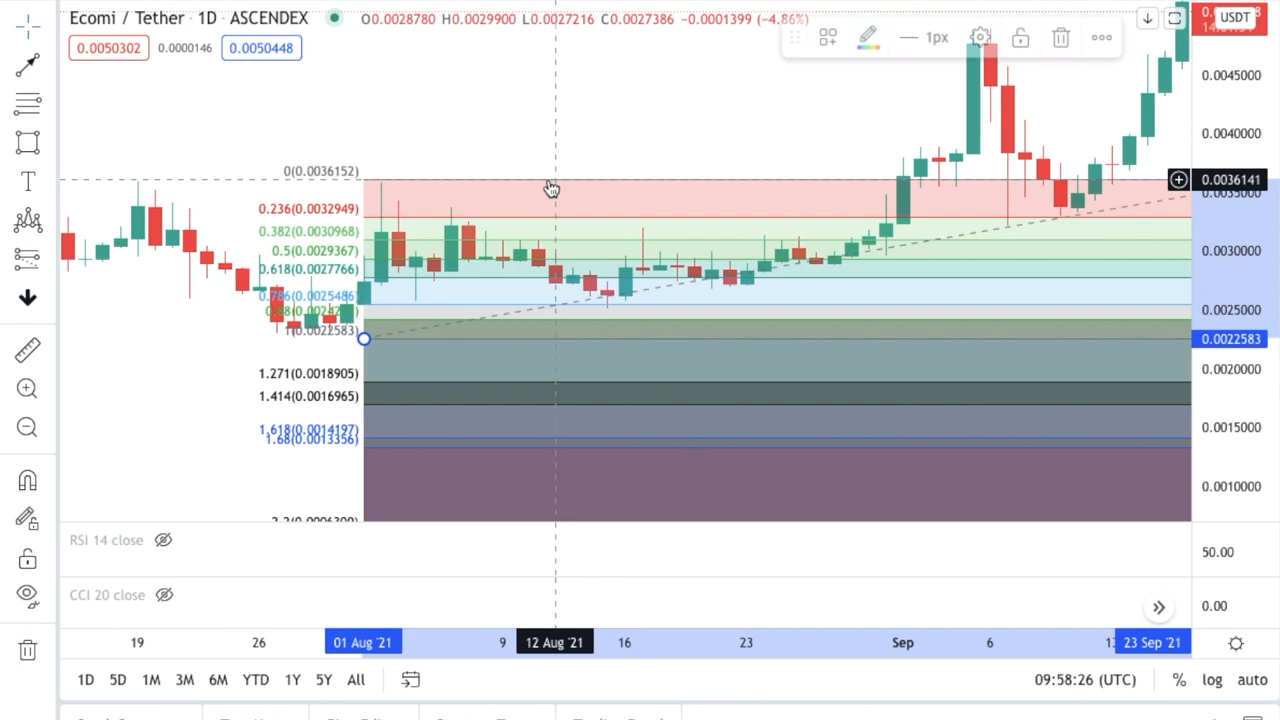 Ecomi / Tether · 1D · ASCENDEX O0.0028780 H0.0029900 L0.0027216 C0.0027386 −0.0001399 (−4.86%)
USDT
0.0050302 0.0000146 0.0050448
1px
0.0045000
0.0040000
0(0.0036152)
0.0036141
0.0035000
0.236(0.0032949)
0.382(0.0030968)
0.5(0.0029367)
0.0030000
0.618(0.0027766)
0.786(0.0025486)
0.0025000
1(0.0022583)
0.0022583
0.0020000
1.271(0.0018905)
1.414(0.0016965)
0.0015000
1.618(0.0014197)
1.68(0.0013356)
0.0010000
RSI 14 close
50.00
CCI 20 close
0.00
19 26 01 Aug '21 9 12 Aug '21 16 23 Sep 6 23 Sep '21
1D 5D 1M 3M 6M YTD 1Y 5Y All 09:58:26 (UTC) % log auto